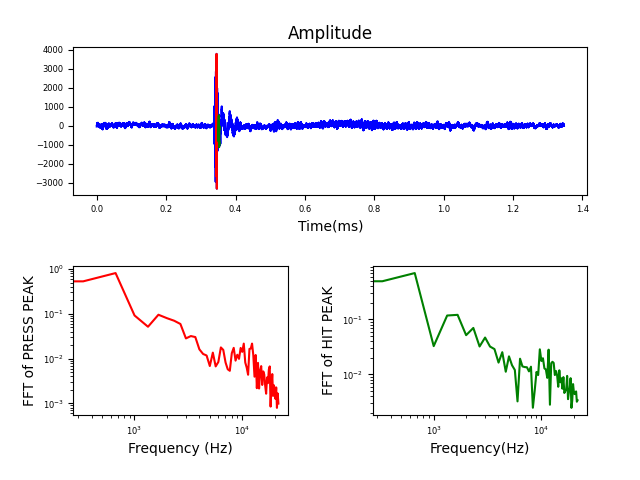 Amplitude
4000
3000
2000
1000
0
−1000
−2000
−3000
0.0 0.2 0.4 0.6 0.8 1.0 1.2 1.4
Time(ms)
FFT of PRESS PEAK
10⁰
10⁻¹
10⁻²
10⁻³
10³ 10⁴
Frequency (Hz)
FFT of HIT PEAK
10⁻¹
10⁻²
10³ 10⁴
Frequency(Hz)